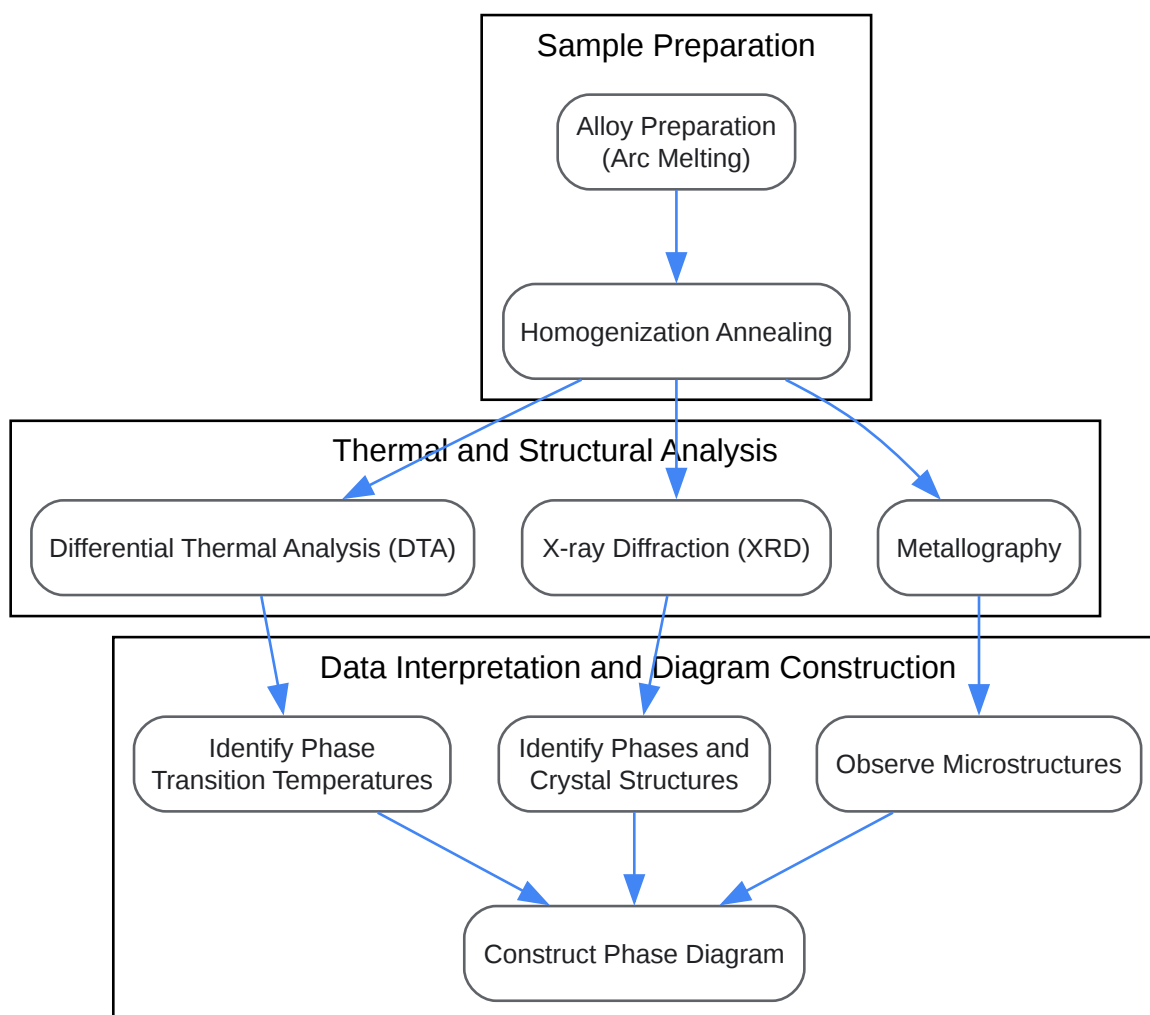 Sample Preparation
Alloy Preparation
(Arc Melting)
Homogenization Annealing
Thermal and Structural Analysis
Differential Thermal Analysis (DTA)
X-ray Diffraction (XRD)
Metallography
Data Interpretation and Diagram Construction
Identify Phase
Transition Temperatures
Identify Phases and
Crystal Structures
Observe Microstructures
Construct Phase Diagram